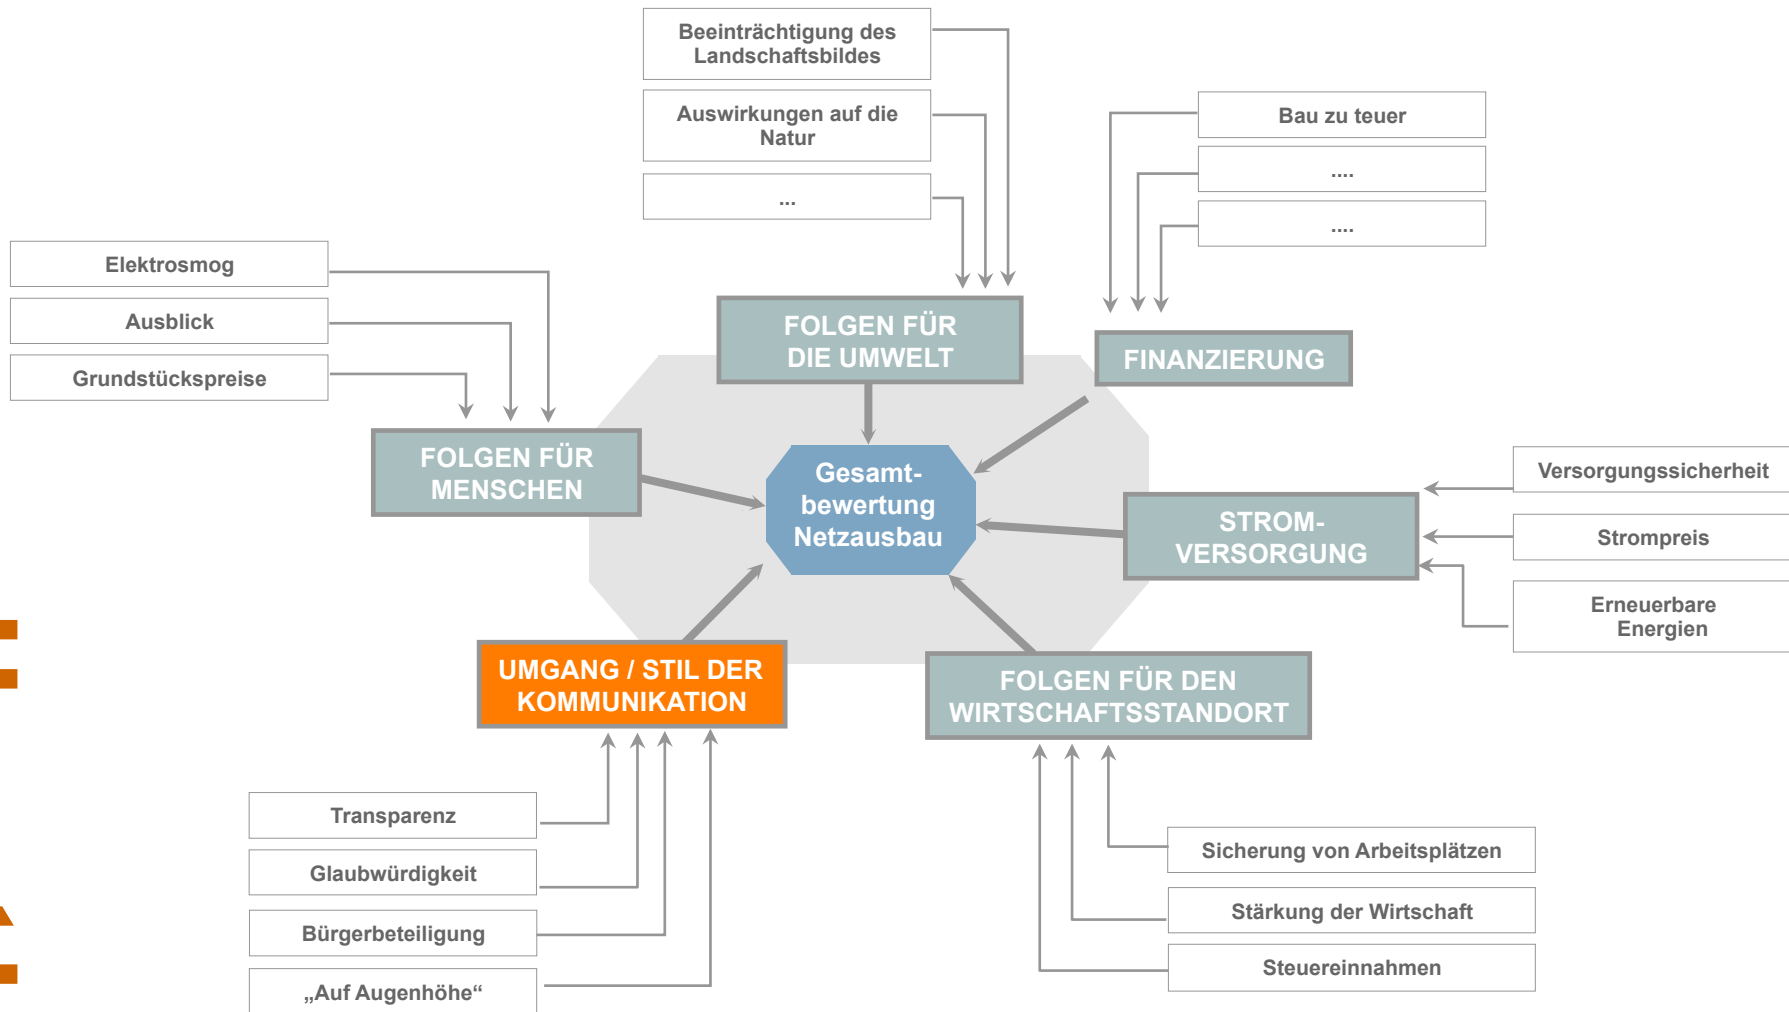 Beeinträchtigung des
Landschaftsbildes
Auswirkungen auf die
Natur
...
Bau zu teuer
....
....
Elektrosmog
Ausblick
Grundstückspreise
FOLGEN FÜR
DIE UMWELT
FINANZIERUNG
FOLGEN FÜR
MENSCHEN
Gesamt-
bewertung
Netzausbau
STROM-
VERSORGUNG
Versorgungssicherheit
Strompreis
Erneuerbare
Energien
UMGANG / STIL DER
KOMMUNIKATION
FOLGEN FÜR DEN
WIRTSCHAFTSSTANDORT
Transparenz
Glaubwürdigkeit
Bürgerbeteiligung
„Auf Augenhöhe“
Sicherung von Arbeitsplätzen
Stärkung der Wirtschaft
Steuereinnahmen